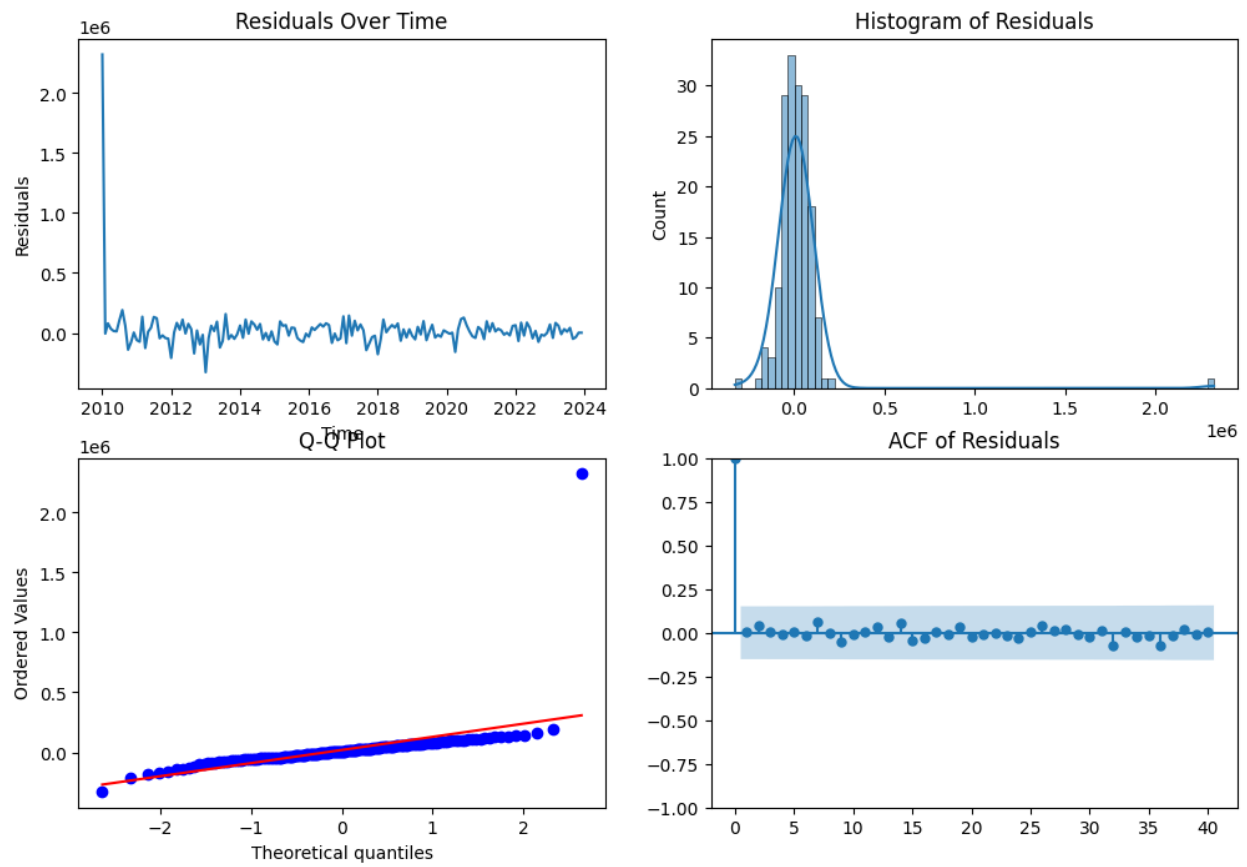 Residuals Over Time
1e6
2.0
1.5
1.0
0.5
0.0
Residuals
2010 2012 2014 2016 2018 2020 2022 2024
Time
Histogram of Residuals
30
25
20
15
10
5
0
Count
0.0 0.5 1.0 1.5 2.0
1e6
Q-Q Plot
1e6
2.0
1.5
1.0
0.5
0.0
Ordered Values
−2 −1 0 1 2
Theoretical quantiles
ACF of Residuals
1.00
0.75
0.50
0.25
0.00
−0.25
−0.50
−0.75
−1.00
0 5 10 15 20 25 30 35 40